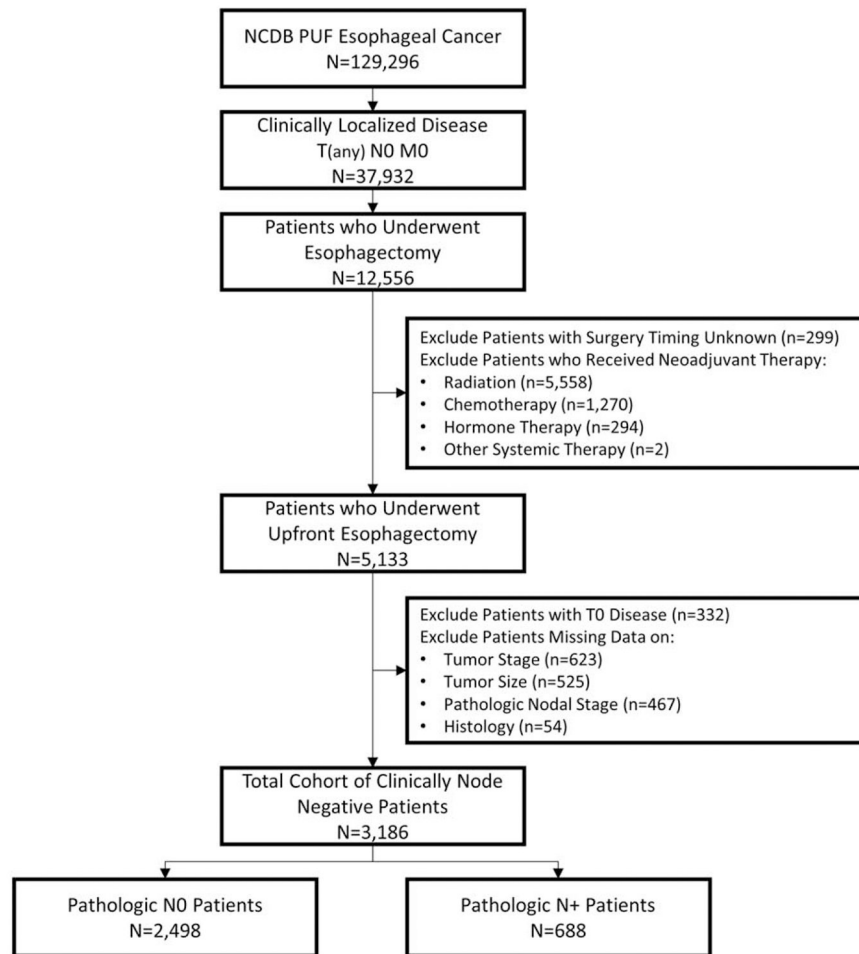 NCDB PUF Esophageal Cancer
N=129,296
Clinically Localized Disease
T(any) N0 M0
N=37,932
Patients who Underwent
Esophagectomy
N=12,556
Exclude Patients with Surgery Timing Unknown (n=299)
Exclude Patients who Received Neoadjuvant Therapy:
• Radiation (n=5,558)
• Chemotherapy (n=1,270)
• Hormone Therapy (n=294)
• Other Systemic Therapy (n=2)
Patients who Underwent
Upfront Esophagectomy
N=5,133
Exclude Patients with T0 Disease (n=332)
Exclude Patients Missing Data on:
• Tumor Stage (n=623)
• Tumor Size (n=525)
• Pathologic Nodal Stage (n=467)
• Histology (n=54)
Total Cohort of Clinically Node
Negative Patients
N=3,186
Pathologic N0 Patients
N=2,498
Pathologic N+ Patients
N=688